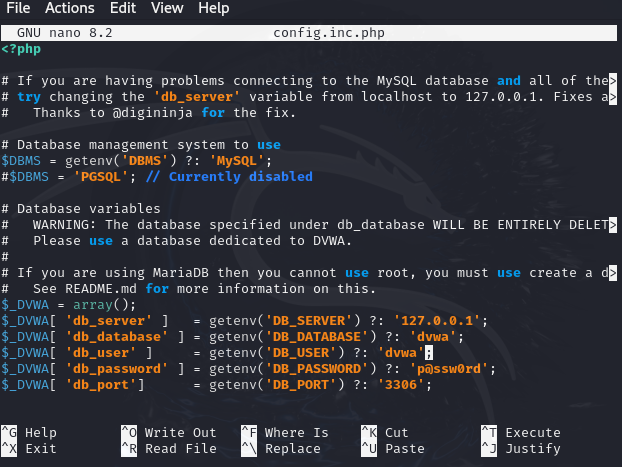 File Actions Edit View Help
GNU nano 8.2 config.inc.php
<?php
# If you are having problems connecting to the MySQL database and all of the>
# try changing the 'db_server' variable from localhost to 127.0.0.1. Fixes a>
#   Thanks to @digininja for the fix.
# Database management system to use
$DBMS = getenv('DBMS') ?: 'MySQL';
#$DBMS = 'PGSQL'; // Currently disabled
# Database variables
#   WARNING: The database specified under db_database WILL BE ENTIRELY DELET>
#   Please use a database dedicated to DVWA.
#
# If you are using MariaDB then you cannot use root, you must use create a d>
#   See README.md for more information on this.
$_DVWA = array();
$_DVWA[ 'db_server' ]   = getenv('DB_SERVER') ?: '127.0.0.1';
$_DVWA[ 'db_database' ] = getenv('DB_DATABASE') ?: 'dvwa';
$_DVWA[ 'db_user' ]     = getenv('DB_USER') ?: 'dvwa';
$_DVWA[ 'db_password' ] = getenv('DB_PASSWORD') ?: 'p@ssw0rd';
$_DVWA[ 'db_port']      = getenv('DB_PORT') ?: '3306';
^G Help ^O Write Out ^F Where Is ^K Cut ^T Execute
^X Exit ^R Read File ^\ Replace ^U Paste ^J Justify